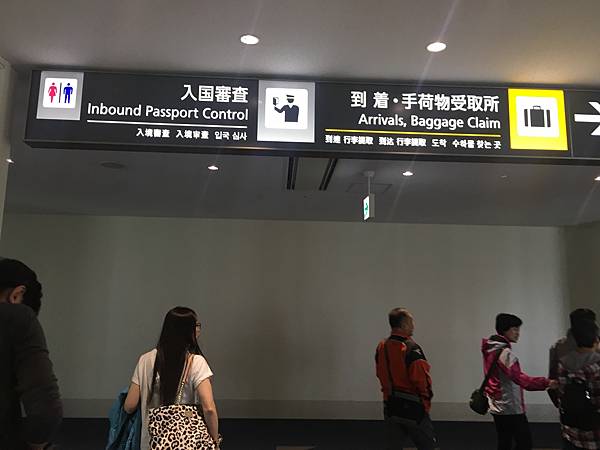 入国審査
Inbound Passport Control
入境審查 入境审查 입국 심사
到着・手荷物受取所
Arrivals, Baggage Claim
到達 行李提取 到达 行李提取 도착 수하물 찾는 곳